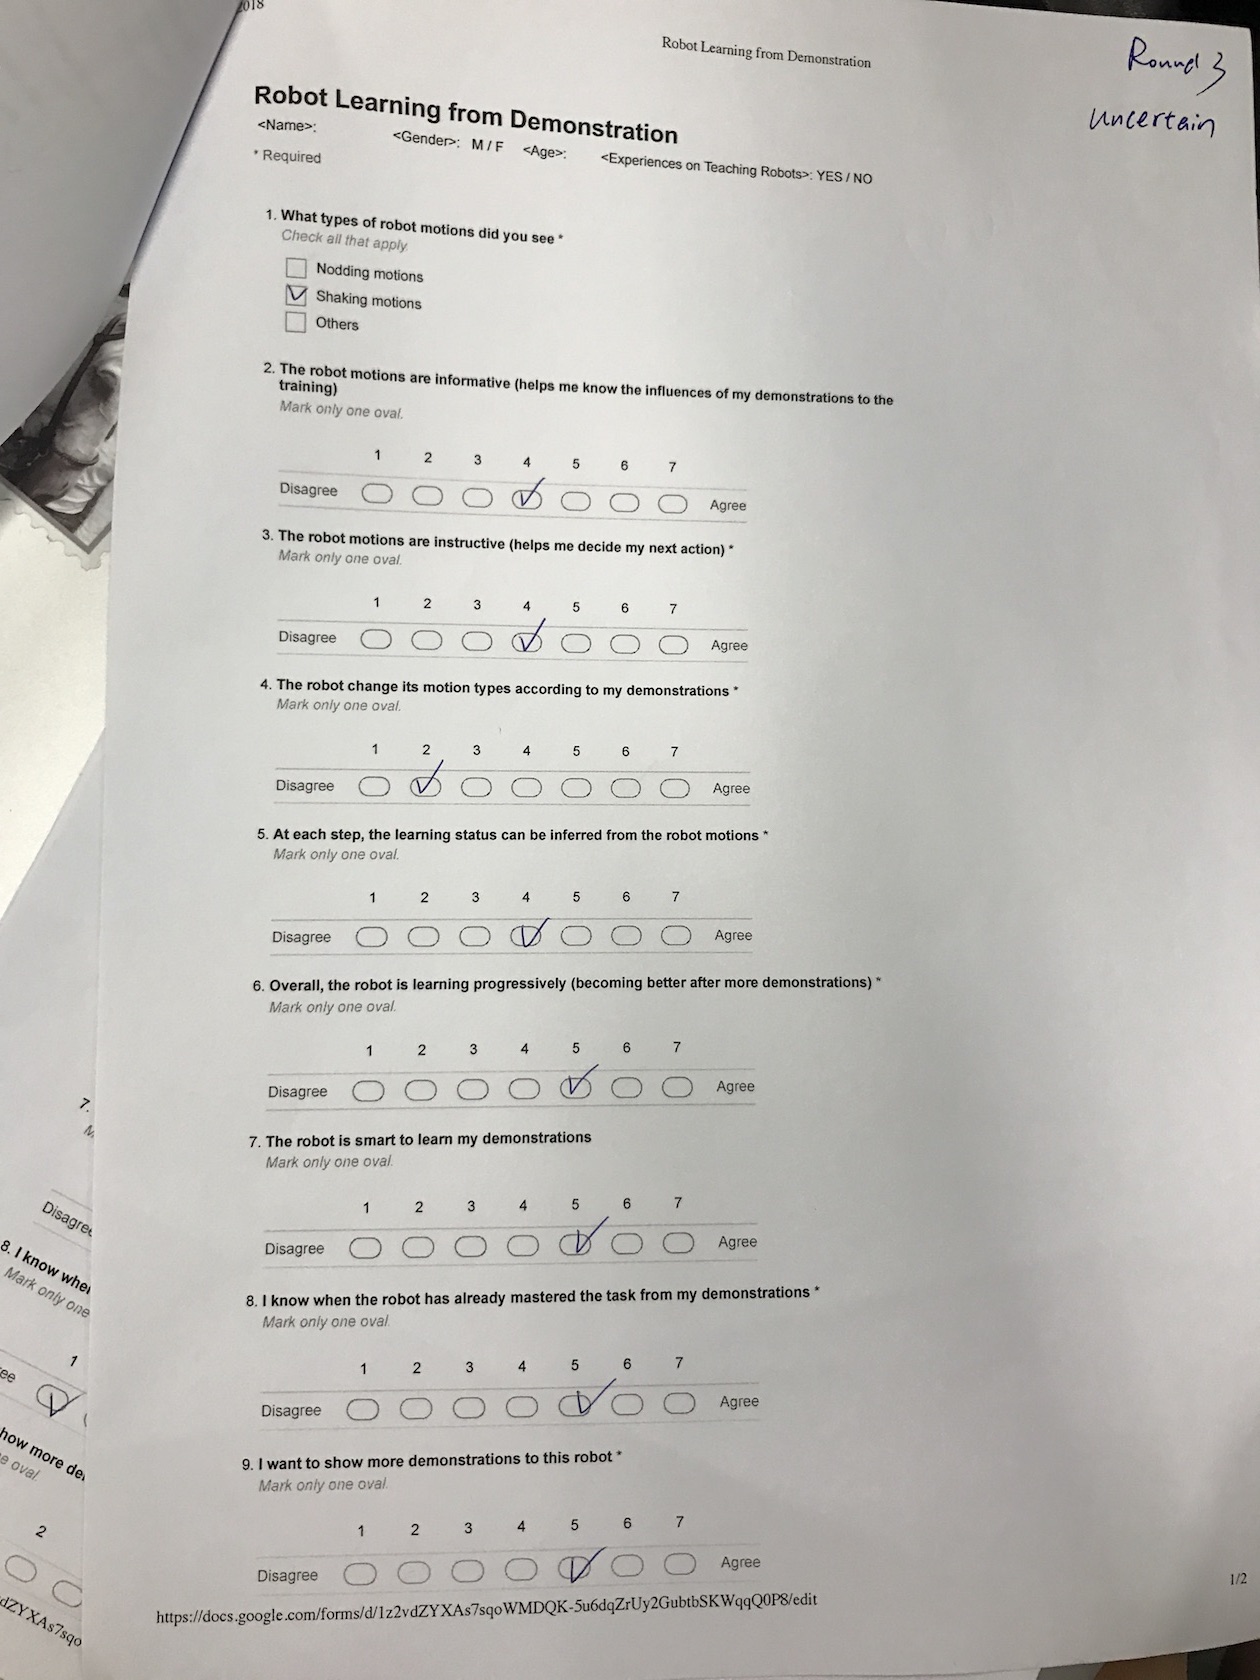 2018
Robot Learning from Demonstration
Round 3
uncertain
Robot Learning from Demonstration
<Name>: <Gender>: M / F <Age>: <Experiences on Teaching Robots>: YES / NO
* Required
1. What types of robot motions did you see *
Check all that apply.
Nodding motions
Shaking motions
Others
2. The robot motions are informative (helps me know the influences of my demonstrations to the
training)
Mark only one oval.
1 2 3 4 5 6 7
Disagree Agree
3. The robot motions are instructive (helps me decide my next action) *
Mark only one oval.
1 2 3 4 5 6 7
Disagree Agree
4. The robot change its motion types according to my demonstrations *
Mark only one oval.
1 2 3 4 5 6 7
Disagree Agree
5. At each step, the learning status can be inferred from the robot motions *
Mark only one oval.
1 2 3 4 5 6 7
Disagree Agree
6. Overall, the robot is learning progressively (becoming better after more demonstrations) *
Mark only one oval.
1 2 3 4 5 6 7
Disagree Agree
7. The robot is smart to learn my demonstrations
Mark only one oval.
1 2 3 4 5 6 7
Disagree Agree
8. I know when the robot has already mastered the task from my demonstrations *
Mark only one oval.
1 2 3 4 5 6 7
Disagree Agree
9. I want to show more demonstrations to this robot *
Mark only one oval.
1 2 3 4 5 6 7
Disagree Agree
https://docs.google.com/forms/d/1z2vdZYXAs7sqoWMDQK-5u6dqZrUy2GubtbSKWqqQ0P8/edit
1/2
7.
M
Disagree
8. I know when
Mark only one
1
ee
how more de
e oval.
2
dZYXAs7sqo